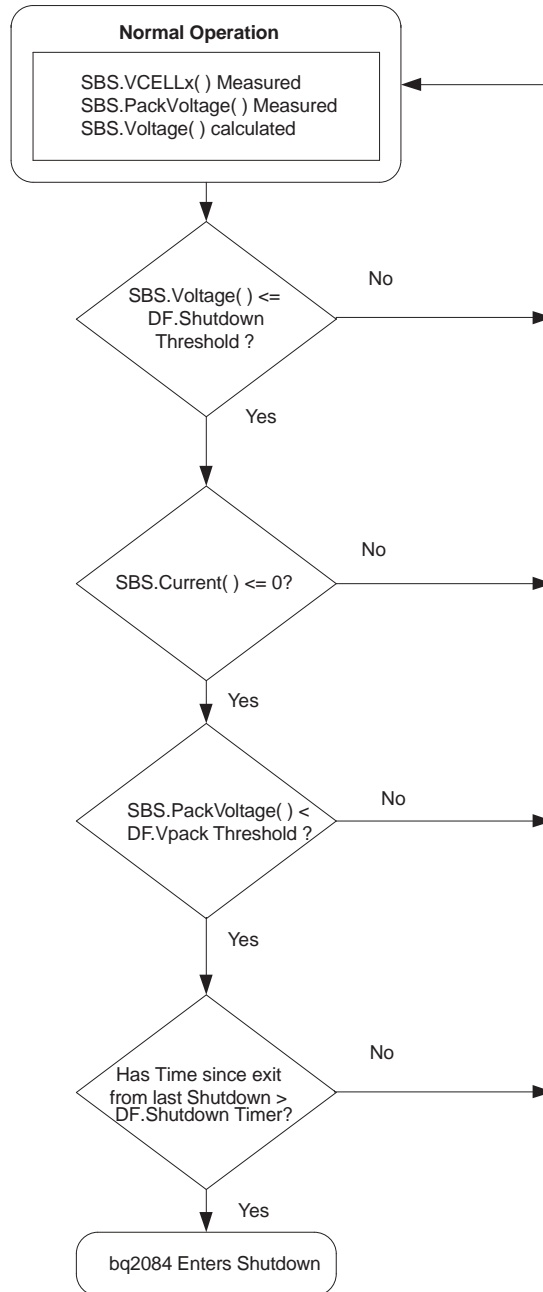 Normal Operation
SBS.VCELLx( ) Measured
SBS.PackVoltage( ) Measured
SBS.Voltage( ) calculated
SBS.Voltage( ) <=
DF.Shutdown
Threshold ?
No
Yes
SBS.Current( ) <= 0?
No
Yes
SBS.PackVoltage( ) <
DF.Vpack Threshold ?
No
Yes
Has Time since exit
from last Shutdown >
DF.Shutdown Timer?
No
Yes
bq2084 Enters Shutdown